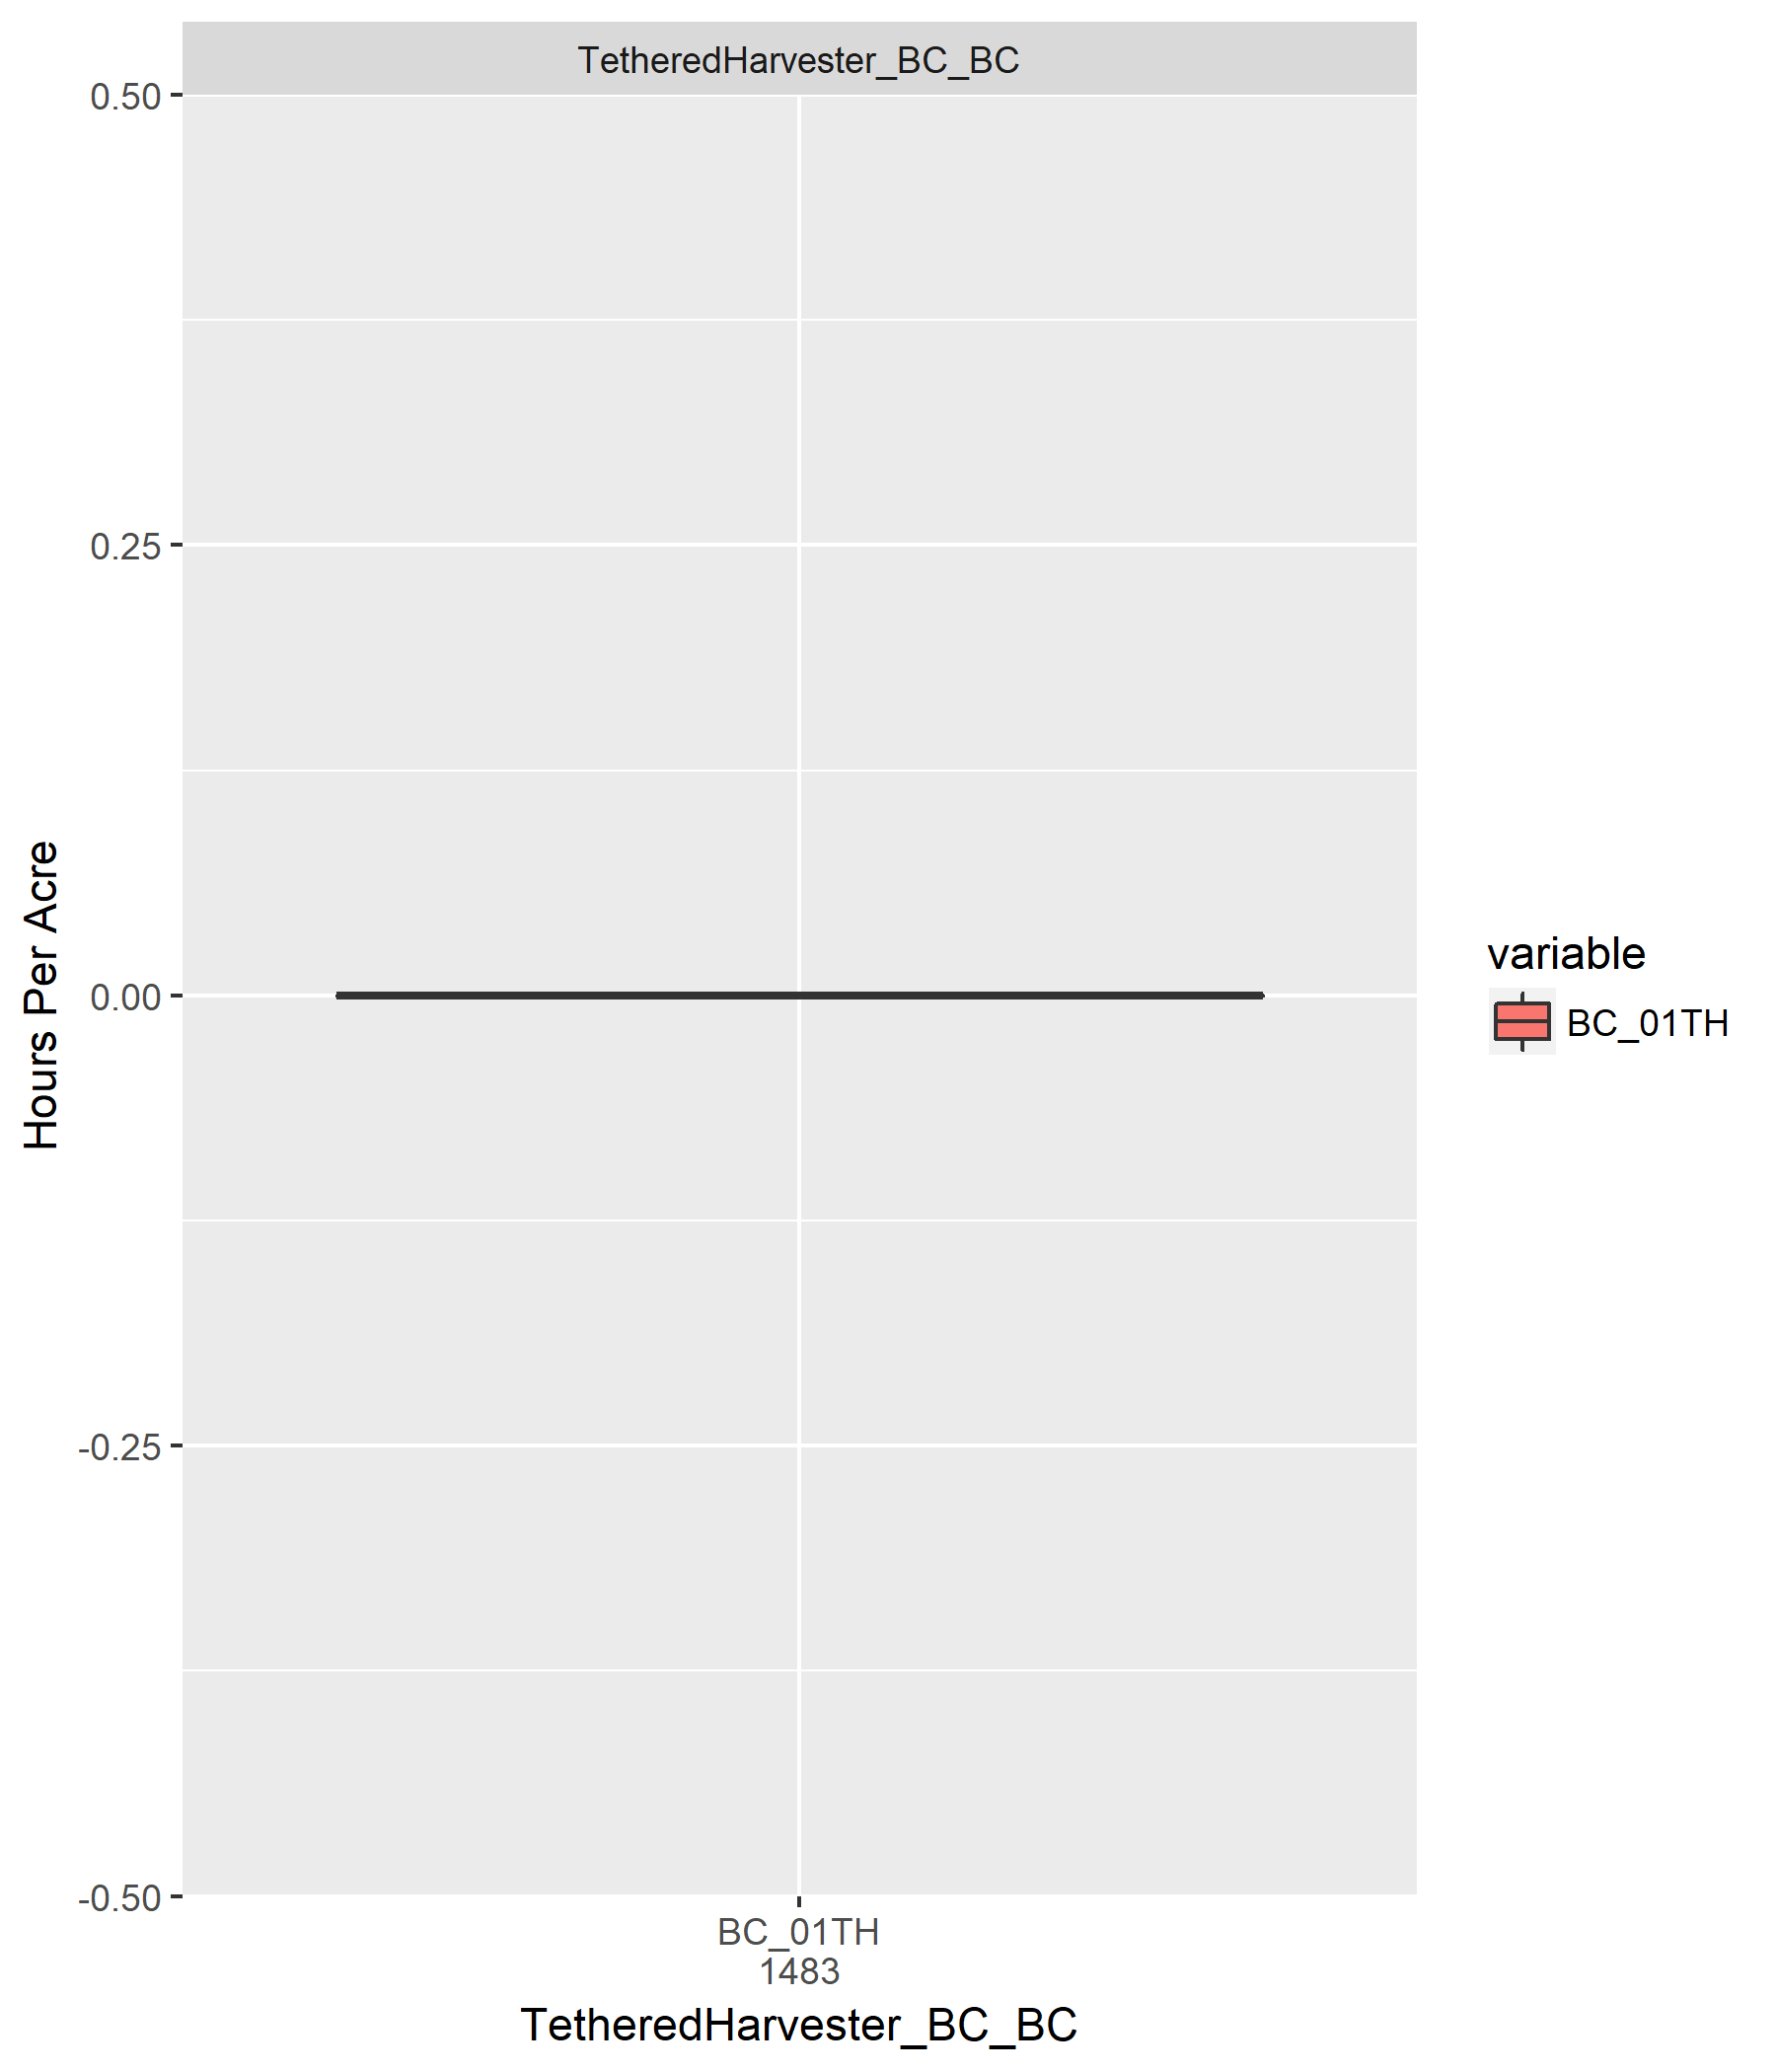 TetheredHarvester_BC_BC
0.50
0.25
0.00
-0.25
-0.50
Hours Per Acre
BC_01TH
1483
TetheredHarvester_BC_BC
variable
BC_01TH